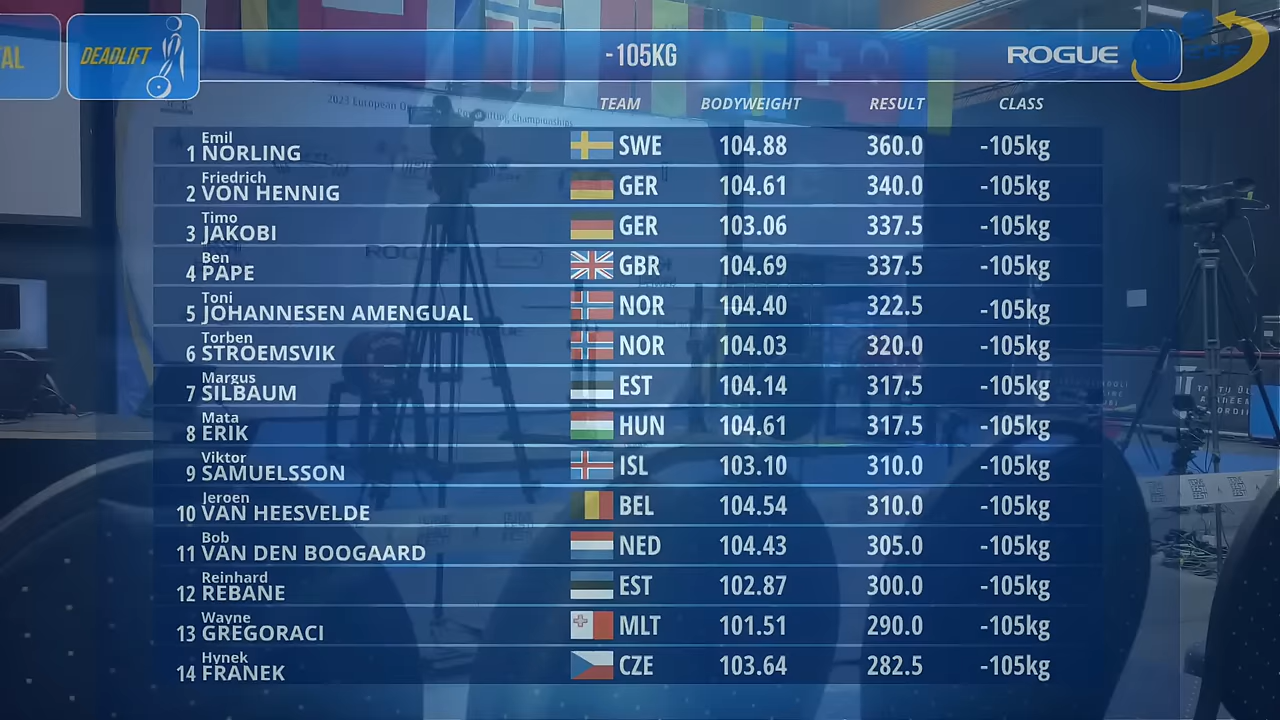 AL
DEADLIFT
-105KG
ROGUE
TEAM BODYWEIGHT RESULT CLASS
2023 European Championships
Emil
1 NORLING SWE 104.88 360.0 -105kg
Friedrich
2 VON HENNIG GER 104.61 340.0 -105kg
Timo
3 JAKOBI GER 103.06 337.5 -105kg
Ben
4 PAPE GBR 104.69 337.5 -105kg
ROGUE
Toni
5 JOHANNESEN AMENGUAL NOR 104.40 322.5 -105kg
Torben
6 STROEMSVIK NOR 104.03 320.0 -105kg
Margus
7 SILBAUM EST 104.14 317.5 -105kg
Mata
8 ERIK HUN 104.61 317.5 -105kg
Viktor
9 SAMUELSSON ISL 103.10 310.0 -105kg
Jeroen
10 VAN HEESVELDE BEL 104.54 310.0 -105kg
Bob
11 VAN DEN BOOGAARD NED 104.43 305.0 -105kg
Reinhard
12 REBANE EST 102.87 300.0 -105kg
Wayne
13 GREGORACI MLT 101.51 290.0 -105kg
Hynek
14 FRANEK CZE 103.64 282.5 -105kg